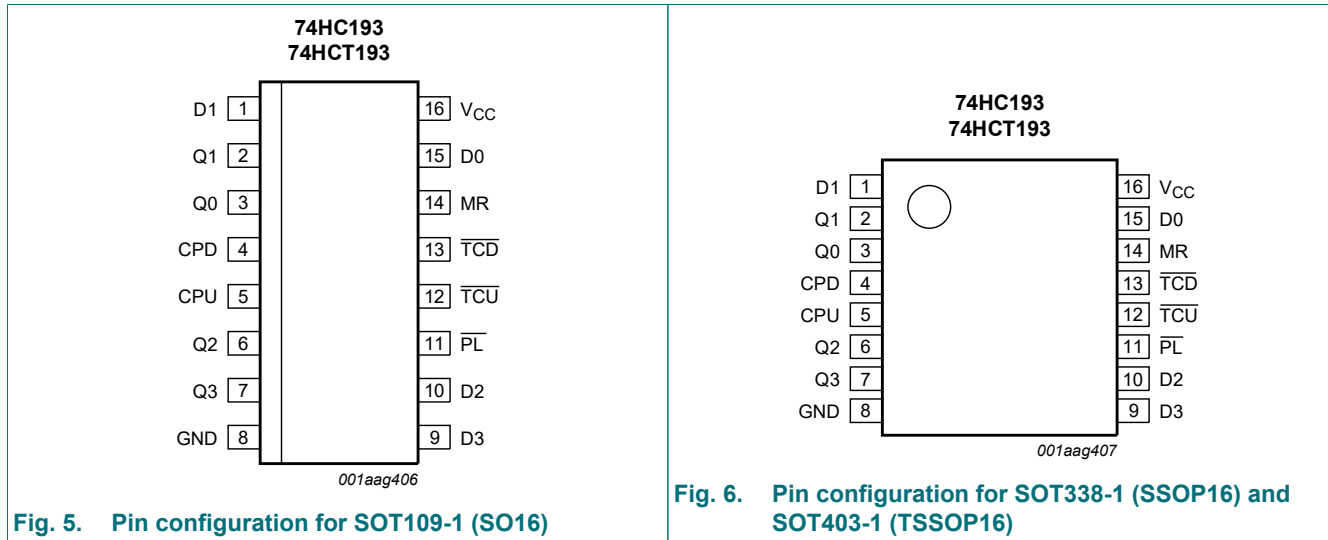 74HC193
74HCT193
D1 1 16 VCC
Q1 2 15 D0
Q0 3 14 MR
CPD 4 13 TCD
CPU 5 12 TCU
Q2 6 11 PL
Q3 7 10 D2
GND 8 9 D3
001aag406
Fig. 5. Pin configuration for SOT109-1 (SO16)
74HC193
74HCT193
D1 1 16 VCC
Q1 2 15 D0
Q0 3 14 MR
CPD 4 13 TCD
CPU 5 12 TCU
Q2 6 11 PL
Q3 7 10 D2
GND 8 9 D3
001aag407
Fig. 6. Pin configuration for SOT338-1 (SSOP16) and
SOT403-1 (TSSOP16)